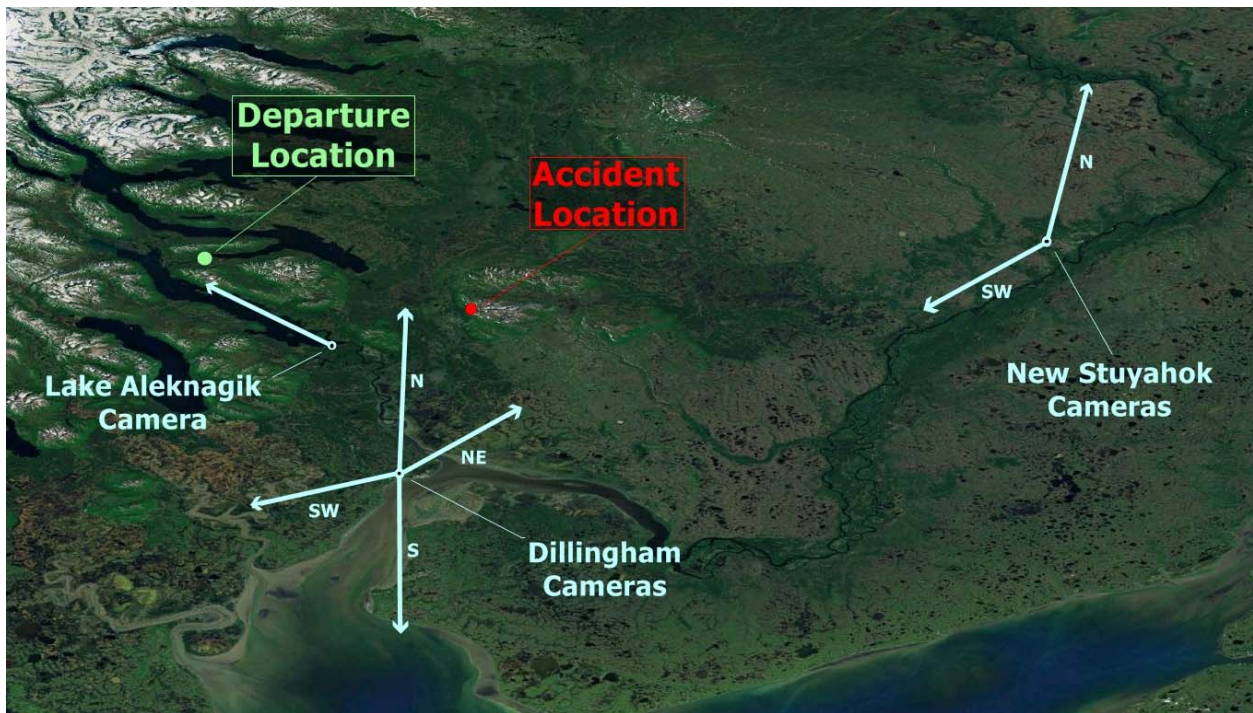 Departure
Location
Accident
Location
N
SW
New Stuyahok
Cameras
Lake Aleknagik
Camera
N
NE
SW
S
Dillingham
Cameras